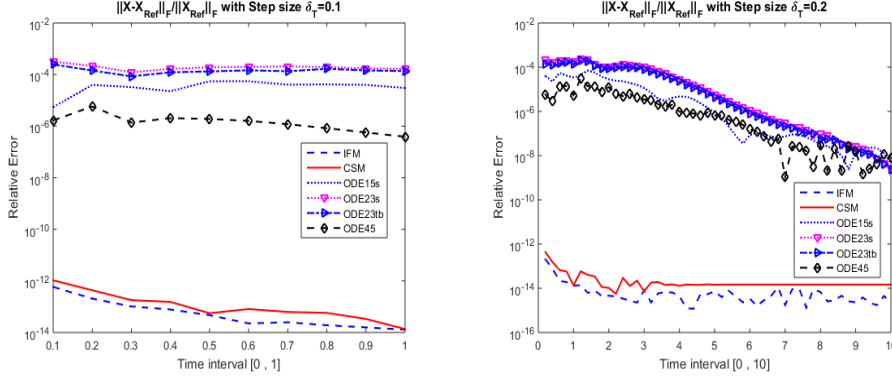 ||X-X_Ref||_F/||X_Ref||_F with Step size δ_T=0.1
Relative Error
10^-2
10^-4
10^-6
10^-8
10^-10
10^-12
10^-14
IFM
CSM
ODE15s
ODE23s
ODE23tb
ODE45
0.1 0.2 0.3 0.4 0.5 0.6 0.7 0.8 0.9 1
Time interval [0 , 1]
||X-X_Ref||_F/||X_Ref||_F with Step size δ_T=0.2
Relative Error
10^-2
10^-4
10^-6
10^-8
10^-10
10^-12
10^-14
10^-16
IFM
CSM
ODE15s
ODE23s
ODE23tb
ODE45
0 1 2 3 4 5 6 7 8 9 10
Time interval [0 , 10]